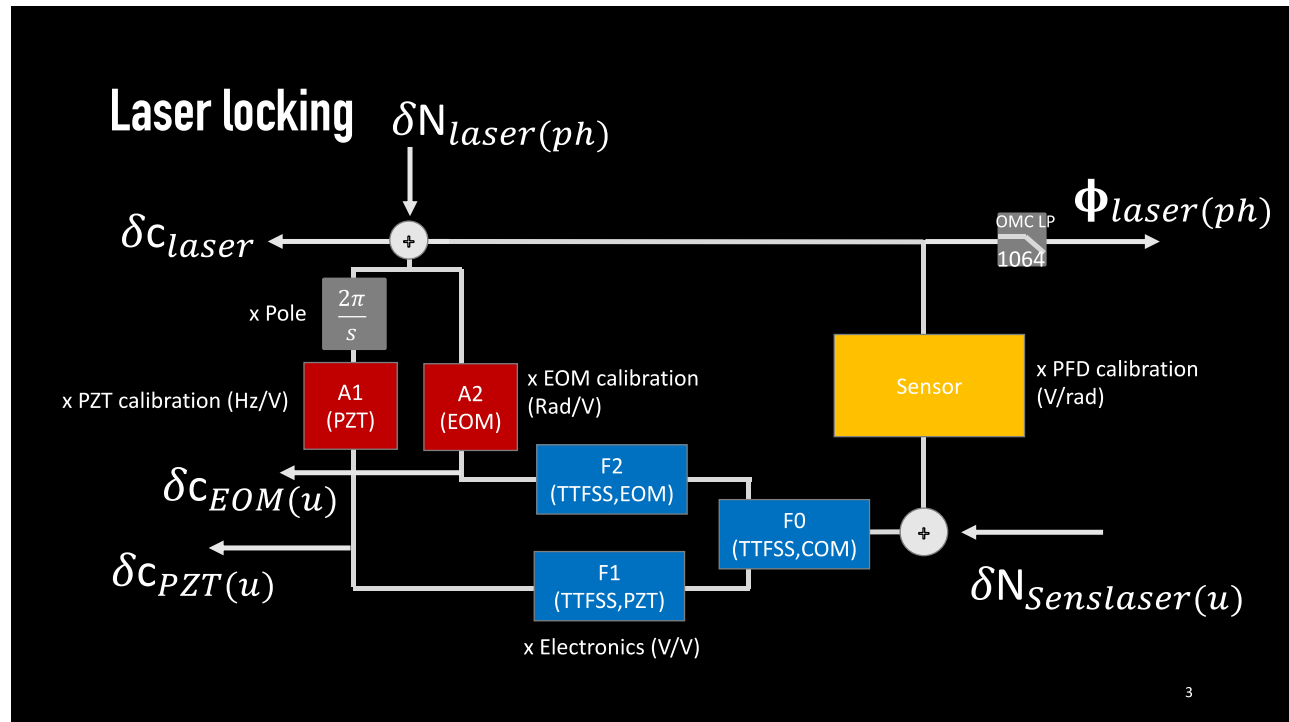 Laser locking
δN_laser(ph)
δc_laser
OMC LP
1064
ϕ_laser(ph)
x Pole
2π
s
x PZT calibration (Hz/V)
A1
(PZT)
A2
(EOM)
x EOM calibration
(Rad/V)
Sensor
x PFD calibration
(V/rad)
δc_EOM(u)
F2
(TTFSS,EOM)
F0
(TTFSS,COM)
+
+
δc_PZT(u)
F1
(TTFSS,PZT)
δN_Senslaser(u)
x Electronics (V/V)
3